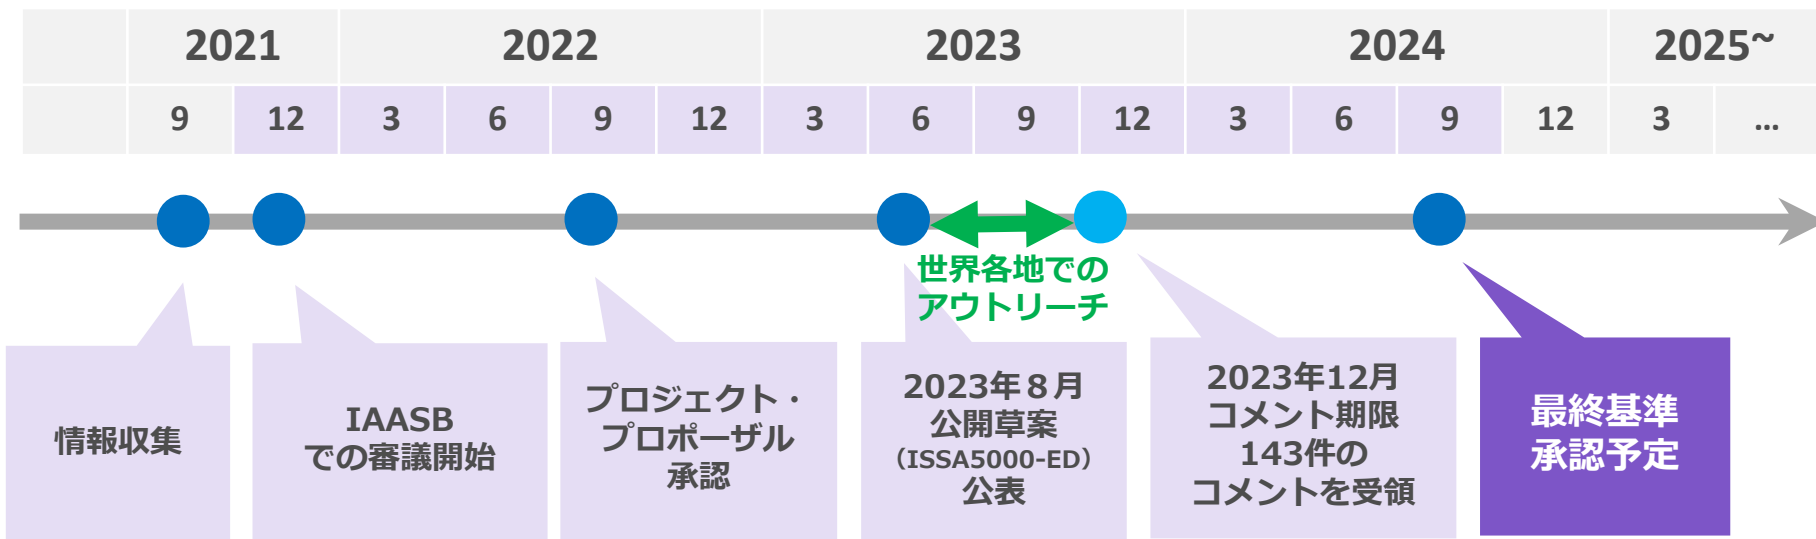 2021 2022 2023 2024 2025~
9 12 3 6 9 12 3 6 9 12 3 6 9 12 3 …
世界各地での
アウトリーチ
情報収集
IAASB
での審議開始
プロジェクト・
プロポーザル
承認
2023年８月
公開草案
（ISSA5000-ED）
公表
2023年12月
コメント期限
143件の
コメントを受領
最終基準
承認予定